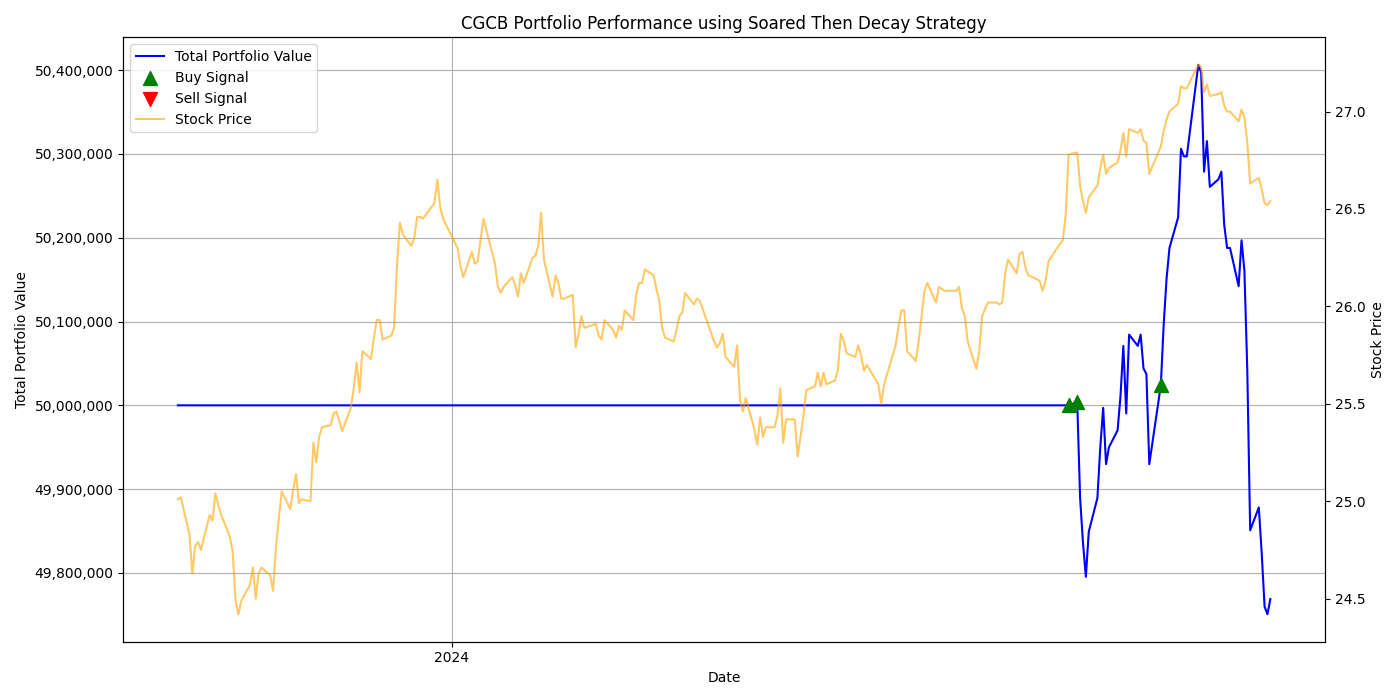 CGCB Portfolio Performance using Soared Then Decay Strategy
Total Portfolio Value
Buy Signal
Sell Signal
Stock Price
50,400,000
50,300,000
50,200,000
50,100,000
50,000,000
49,900,000
49,800,000
Total Portfolio Value
27.0
26.5
26.0
25.5
25.0
24.5
Stock Price
2024
Date